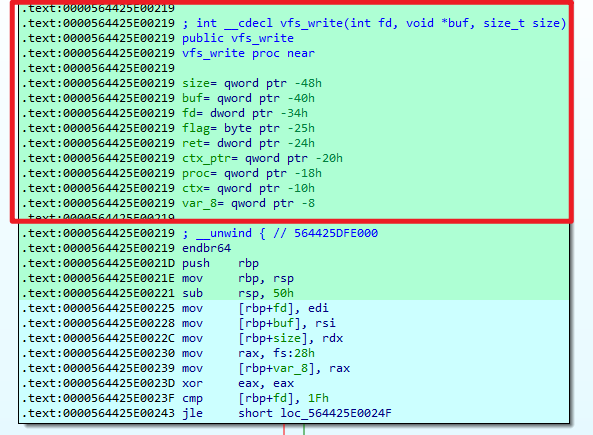 .text:0000564425E00219
.text:0000564425E00219 ; int __cdecl vfs_write(int fd, void *buf, size_t size)
.text:0000564425E00219 public vfs_write
.text:0000564425E00219 vfs_write proc near
.text:0000564425E00219
.text:0000564425E00219 size= qword ptr -48h
.text:0000564425E00219 buf= qword ptr -40h
.text:0000564425E00219 fd= dword ptr -34h
.text:0000564425E00219 flag= byte ptr -25h
.text:0000564425E00219 ret= dword ptr -24h
.text:0000564425E00219 ctx_ptr= qword ptr -20h
.text:0000564425E00219 proc= qword ptr -18h
.text:0000564425E00219 ctx= qword ptr -10h
.text:0000564425E00219 var_8= qword ptr -8
.text:0000564425E00219
.text:0000564425E00219 ; __unwind { // 564425DFE000
.text:0000564425E00219 endbr64
.text:0000564425E0021D push rbp
.text:0000564425E0021E mov rbp, rsp
.text:0000564425E00221 sub rsp, 50h
.text:0000564425E00225 mov [rbp+fd], edi
.text:0000564425E00228 mov [rbp+buf], rsi
.text:0000564425E0022C mov [rbp+size], rdx
.text:0000564425E00230 mov rax, fs:28h
.text:0000564425E00239 mov [rbp+var_8], rax
.text:0000564425E0023D xor eax, eax
.text:0000564425E0023F cmp [rbp+fd], 1Fh
.text:0000564425E00243 jle short loc_564425E0024F